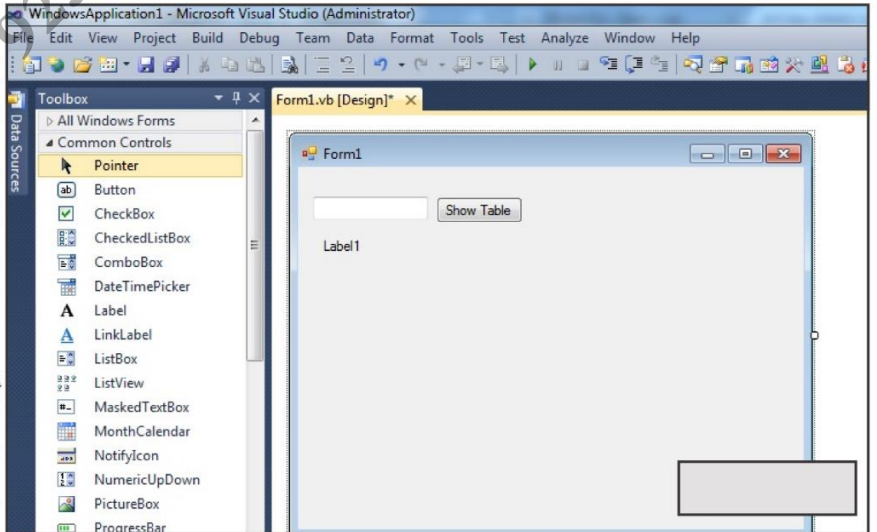 WindowsApplication1 - Microsoft Visual Studio (Administrator)
File Edit View Project Build Debug Team Data Format Tools Test Analyze Window Help
Data Sources
Toolbox
Form1.vb [Design]*
All Windows Forms
Common Controls
Pointer
Button
CheckBox
CheckedListBox
ComboBox
DateTimePicker
Label
LinkLabel
ListBox
ListView
MaskedTextBox
MonthCalendar
NotifyIcon
NumericUpDown
PictureBox
ProgressBar
Form1
Show Table
Label1